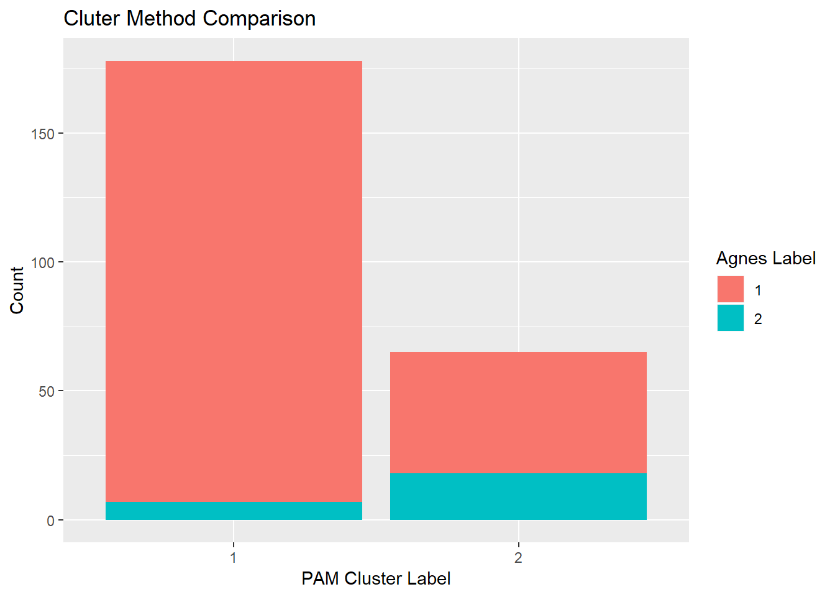 Cluter Method Comparison
Count
150
100
50
0
1
2
PAM Cluster Label
Agnes Label
1
2